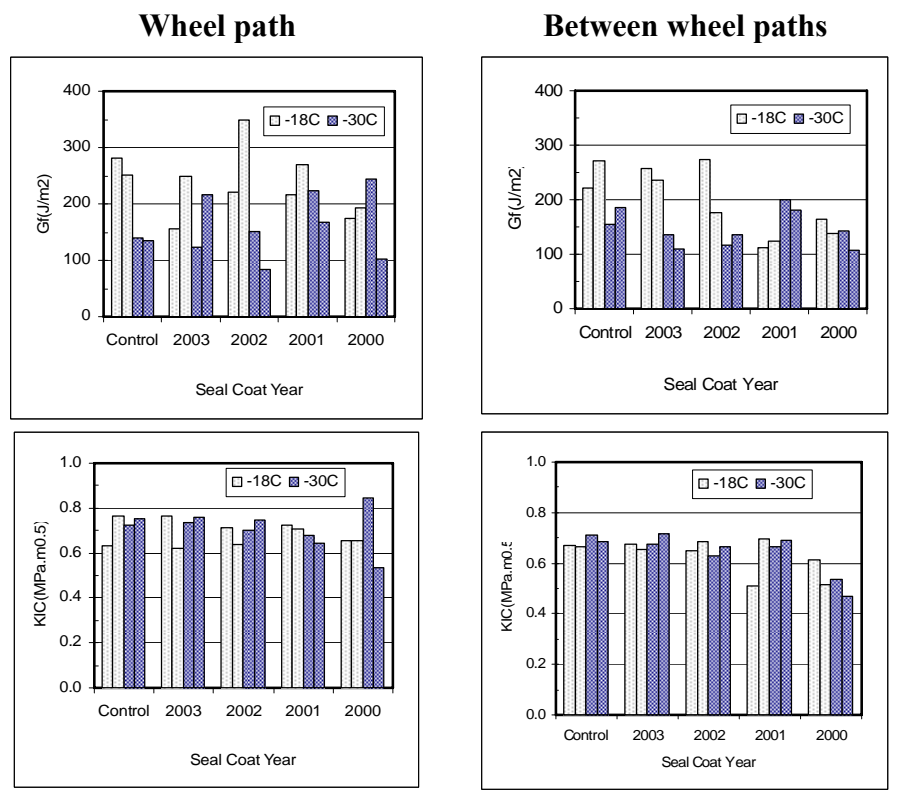 Wheel path
Between wheel paths
Gf(J/m2)
400
300
200
100
0
-18C -30C
Control 2003 2002 2001 2000
Seal Coat Year
Gf (J/m2)
400
300
200
100
0
-18C -30C
Control 2003 2002 2001 2000
Seal Coat Year
KIC(MPa.m0.5)
1.0
0.8
0.6
0.4
0.2
0.0
-18C -30C
Control 2003 2002 2001 2000
Seal Coat Year
KIC(MPa.m0.5
1.0
0.8
0.6
0.4
0.2
0.0
-18C -30C
Control 2003 2002 2001 2000
Seal Coat Year